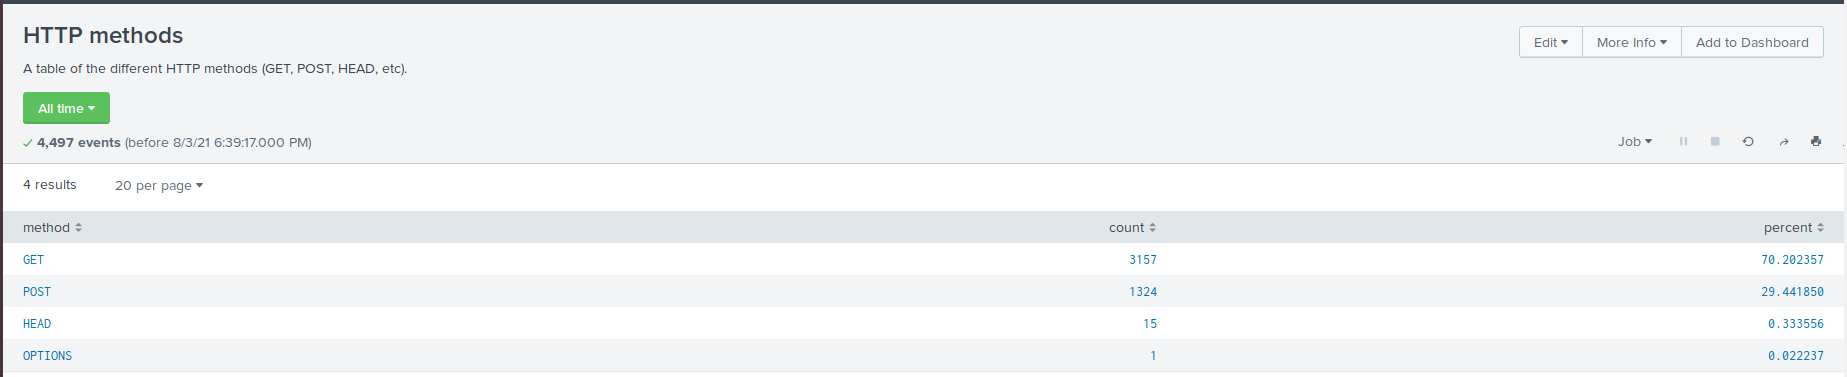 HTTP methods
Edit More Info Add to Dashboard
A table of the different HTTP methods (GET, POST, HEAD, etc).
All time
4,497 events (before 8/3/21 6:39:17.000 PM)
Job
4 results 20 per page
method count percent
GET 3157 70.202357
POST 1324 29.441850
HEAD 15 0.333556
OPTIONS 1 0.022237